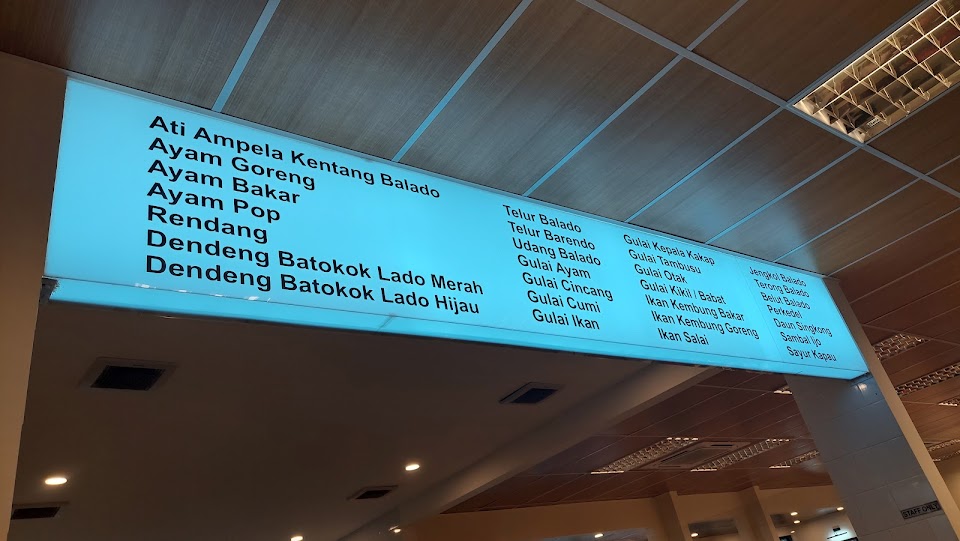 Ati Ampela Kentang Balado
Ayam Goreng
Ayam Bakar
Ayam Pop
Rendang
Dendeng Batokok Lado Merah
Dendeng Batokok Lado Hijau
Telur Balado
Telur Barendo
Udang Balado
Gulai Ayam
Gulai Cincang
Gulai Cumi
Gulai Ikan
Gulai Kepala Kakap
Gulai Tambusu
Gulai Otak
Gulai Kikil / Babat
Ikan Kembung Bakar
Ikan Kembung Goreng
Ikan Salai
Jengkol Balado
Terong Balado
Belut Balado
Perkedel
Daun Singkong
Sambal Ijo
Sayur Kapau
STAFF ONLY